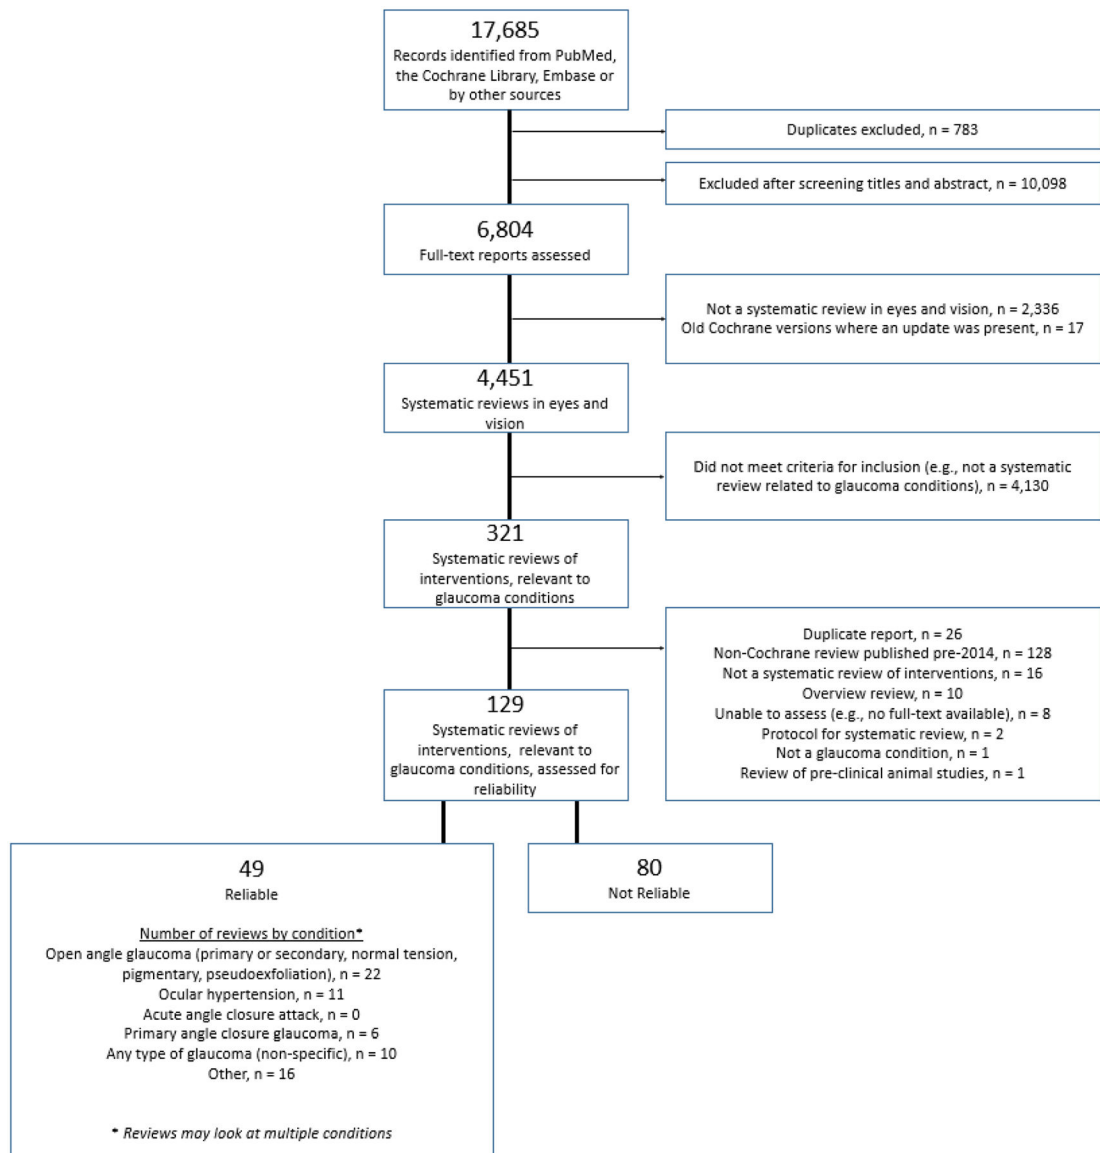 17,685
Records identified from PubMed,
the Cochrane Library, Embase or
by other sources
Duplicates excluded, n = 783
Excluded after screening titles and abstract, n = 10,098
6,804
Full-text reports assessed
Not a systematic review in eyes and vision, n = 2,336
Old Cochrane versions where an update was present, n = 17
4,451
Systematic reviews in eyes and
vision
Did not meet criteria for inclusion (e.g., not a systematic
review related to glaucoma conditions), n = 4,130
321
Systematic reviews of
interventions, relevant to
glaucoma conditions
Duplicate report, n = 26
Non-Cochrane review published pre-2014, n = 128
Not a systematic review of interventions, n = 16
Overview review, n = 10
Unable to assess (e.g., no full-text available), n = 8
Protocol for systematic review, n = 2
Not a glaucoma condition, n = 1
Review of pre-clinical animal studies, n = 1
129
Systematic reviews of
interventions, relevant to
glaucoma conditions, assessed for
reliability
49
Reliable
Number of reviews by condition*
Open angle glaucoma (primary or secondary, normal tension,
pigmentary, pseudoexfoliation), n = 22
Ocular hypertension, n = 11
Acute angle closure attack, n = 0
Primary angle closure glaucoma, n = 6
Any type of glaucoma (non-specific), n = 10
Other, n = 16
* Reviews may look at multiple conditions
80
Not Reliable